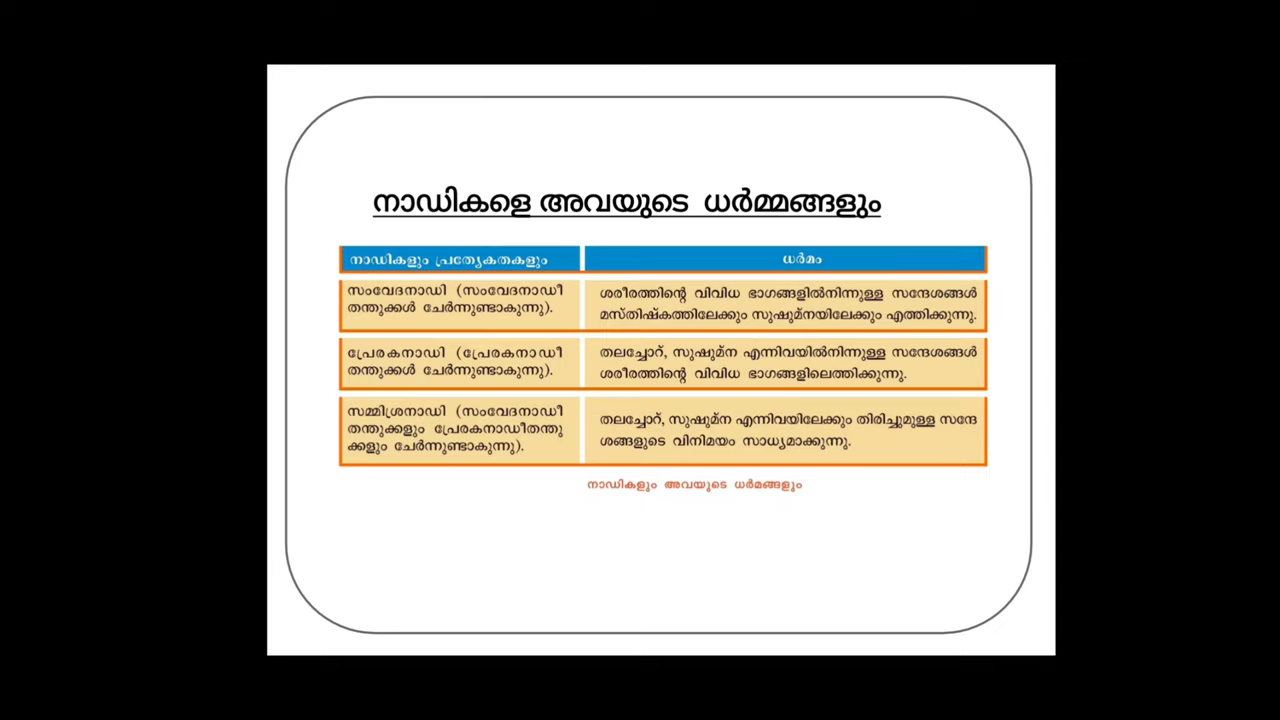 നാഡികളെ അവയുടെ ധർമ്മങ്ങളും
നാഡികളും പ്രത്യേകതകളും
ധർമം
സംവേദനാഡി (സംവേദനാഡീ
തന്തുക്കൾ ചേർന്നുണ്ടാകുന്നു).
ശരീരത്തിന്റെ വിവിധ ഭാഗങ്ങളിൽനിന്നുള്ള സന്ദേശങ്ങൾ
മസ്തിഷ്കത്തിലേക്കും സുഷുമ്നയിലേക്കും എത്തിക്കുന്നു.
പ്രേരകനാഡി (പ്രേരകനാഡീ
തന്തുക്കൾ ചേർന്നുണ്ടാകുന്നു).
തലച്ചോറ്, സുഷുമ്ന എന്നിവയിൽനിന്നുള്ള സന്ദേശങ്ങൾ
ശരീരത്തിന്റെ വിവിധ ഭാഗങ്ങളിലെത്തിക്കുന്നു.
സമ്മിശ്രനാഡി (സംവേദനാഡീ
തന്തുക്കളും പ്രേരകനാഡീതന്തു
ക്കളും ചേർന്നുണ്ടാകുന്നു).
തലച്ചോറ്, സുഷുമ്ന എന്നിവയിലേക്കും തിരിച്ചുമുള്ള സന്ദേ
ശങ്ങളുടെ വിനിമയം സാധ്യമാക്കുന്നു.
നാഡികളും അവയുടെ ധർമങ്ങളും